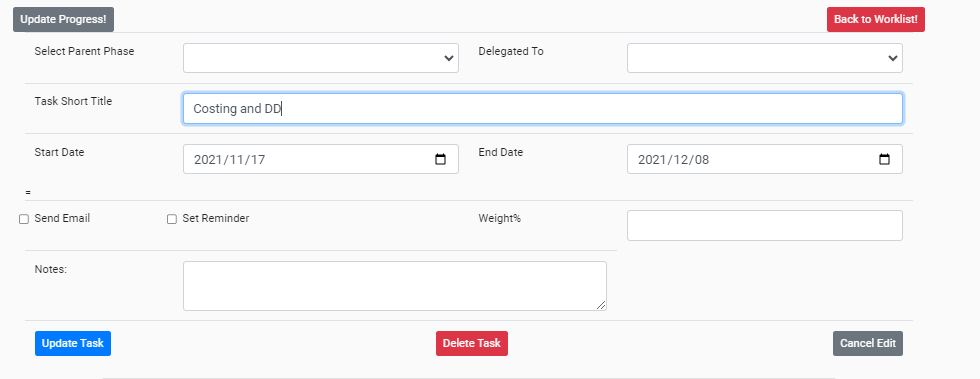 Update Progress! Back to Worklist!
Select Parent Phase Delegated To
Task Short Title Costing and DD
Start Date 2021/11/17 End Date 2021/12/08
=
Send Email Set Reminder Weight%
Notes:
Update Task Delete Task Cancel Edit